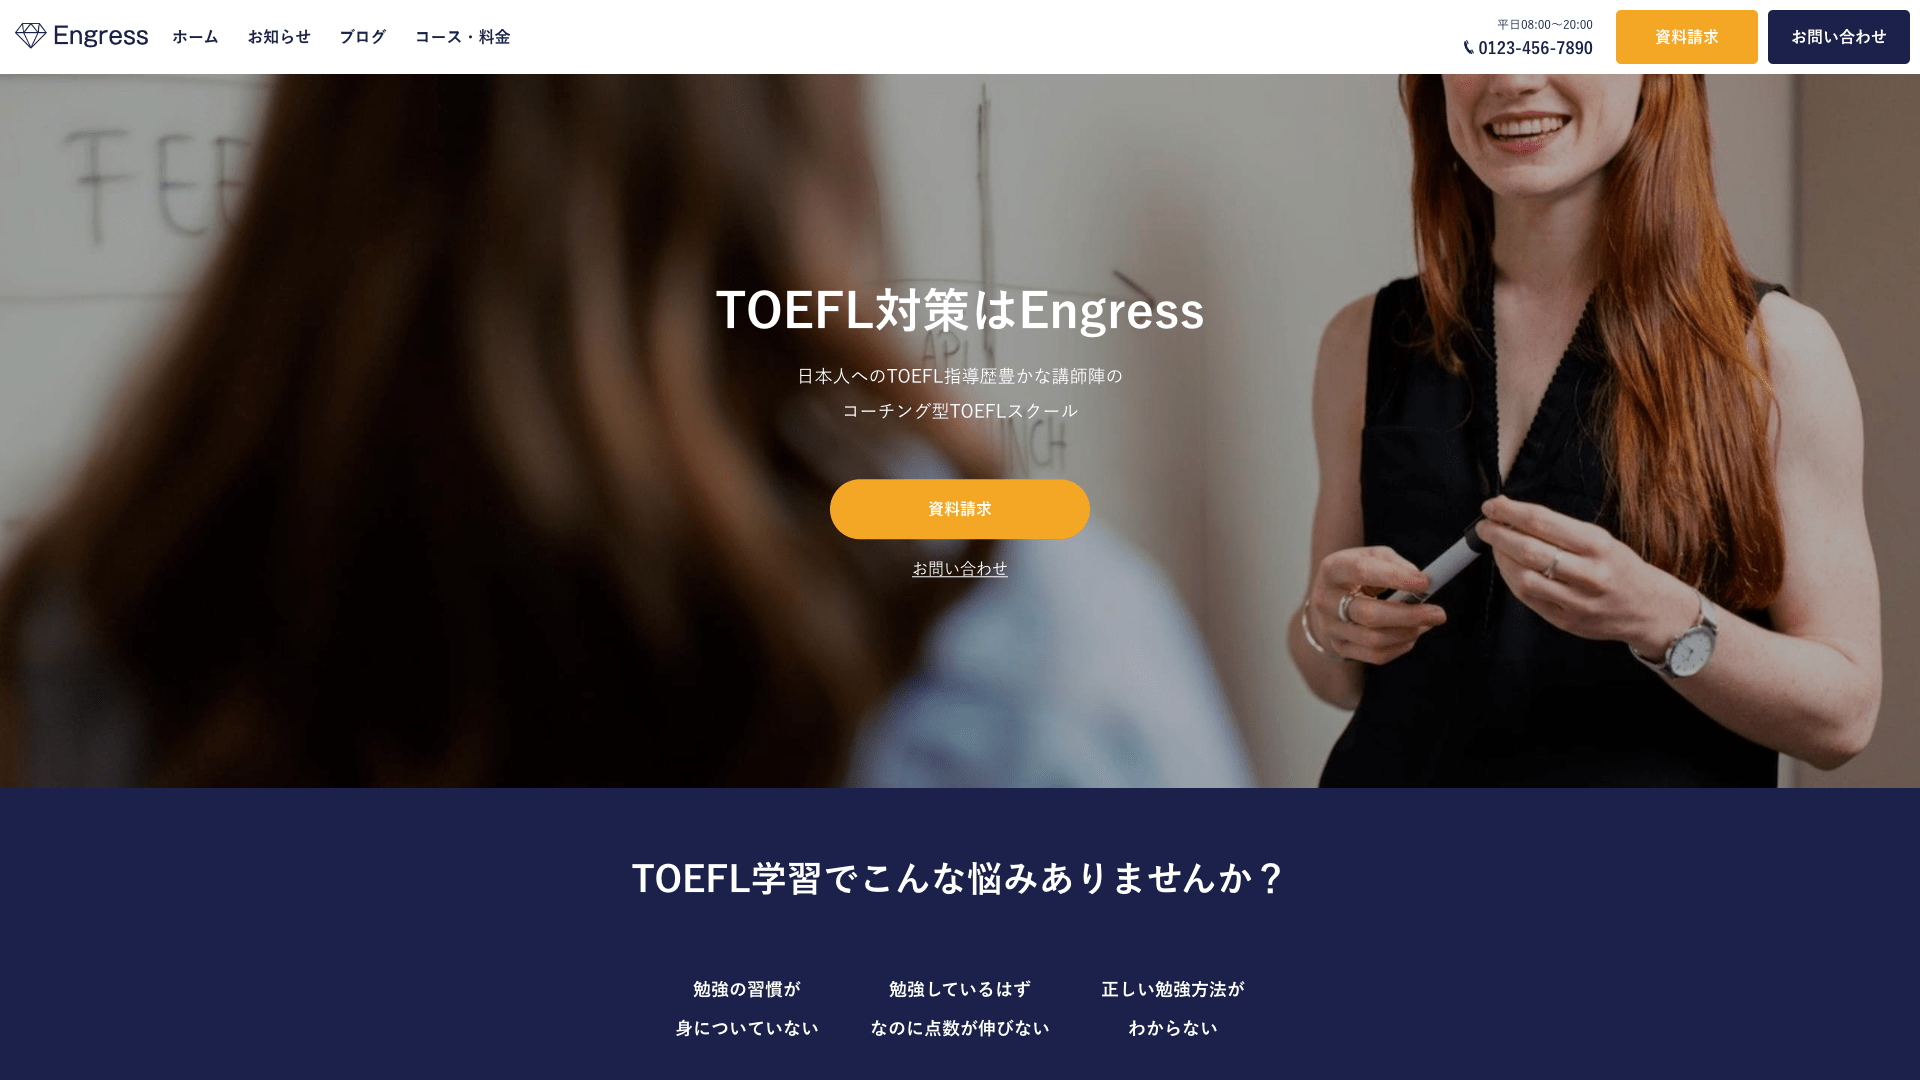 Engress
ホーム
お知らせ
ブログ
コース・料金
平日08:00〜20:00
0123-456-7890
資料請求
お問い合わせ
TOEFL対策はEngress
日本人へのTOEFL指導歴豊かな講師陣の
コーチング型TOEFLスクール
資料請求
お問い合わせ
TOEFL学習でこんな悩みありませんか？
勉強の習慣が
身についていない
勉強しているはず
なのに点数が伸びない
正しい勉強方法が
わからない